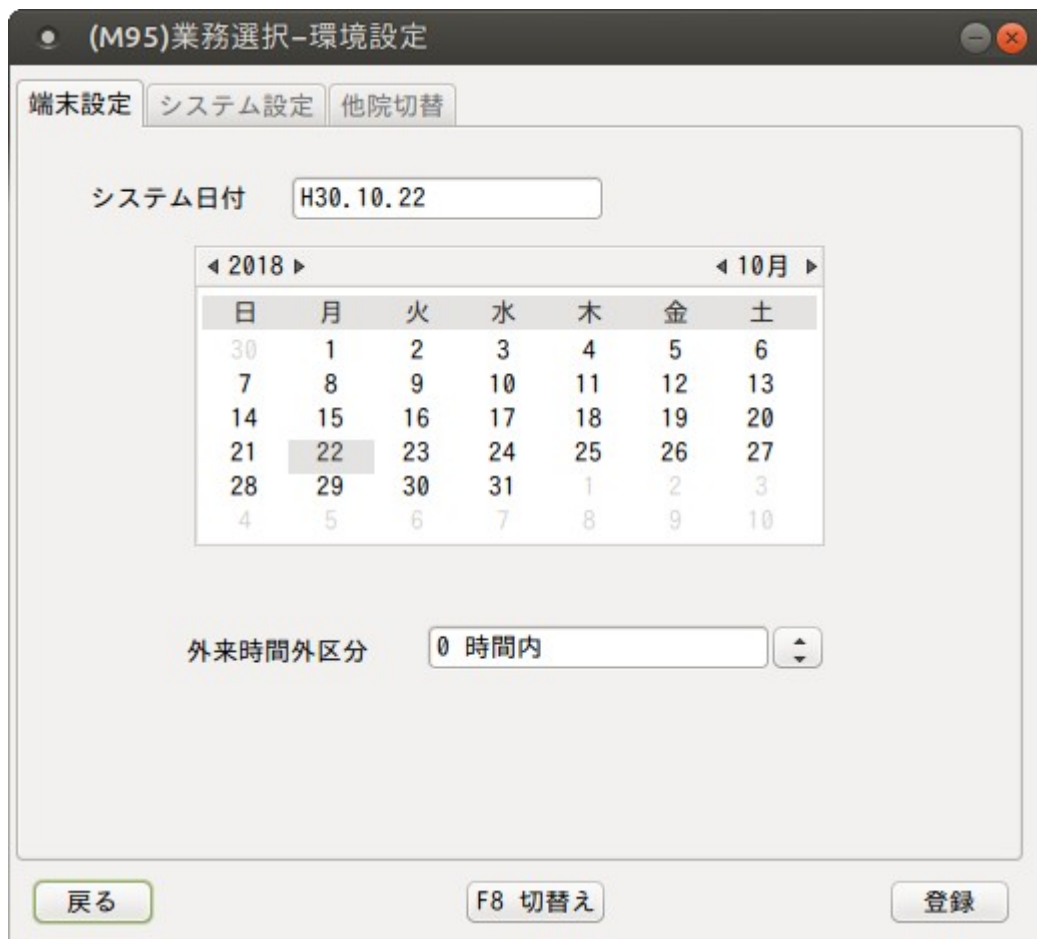 (M95)業務選択–環境設定
端末設定 システム設定 他院切替
システム日付 H30.10.22
2018 10月
日 月 火 水 木 金 土
30 1 2 3 4 5 6
7 8 9 10 11 12 13
14 15 16 17 18 19 20
21 22 23 24 25 26 27
28 29 30 31 1 2 3
4 5 6 7 8 9 10
外来時間外区分 0 時間内
戻る F8 切替え 登録